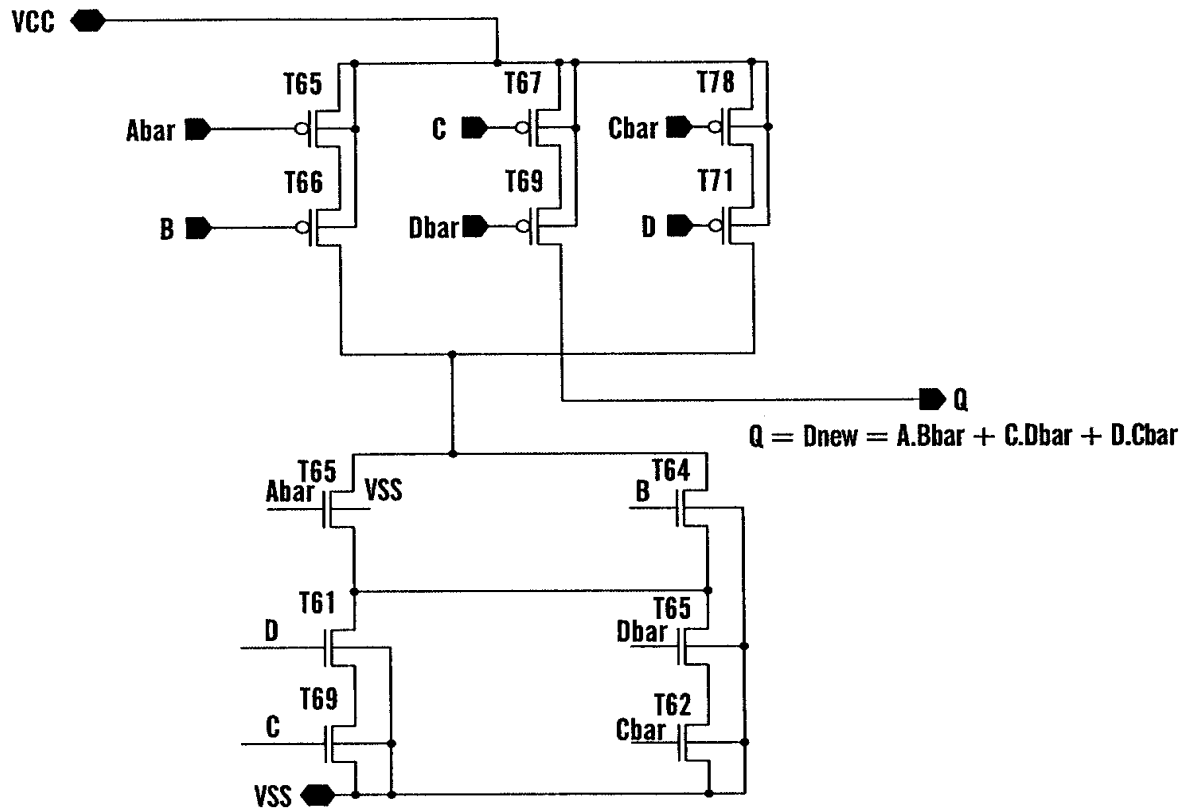 VCC
T65
T67
T78
Abar
C
Cbar
T66
T69
T71
B
Dbar
D
Q
Q = Dnew = A.Bbar + C.Dbar + D.Cbar
T65
T64
Abar
VSS
B
T61
T65
D
Dbar
T69
T62
C
Cbar
VSS